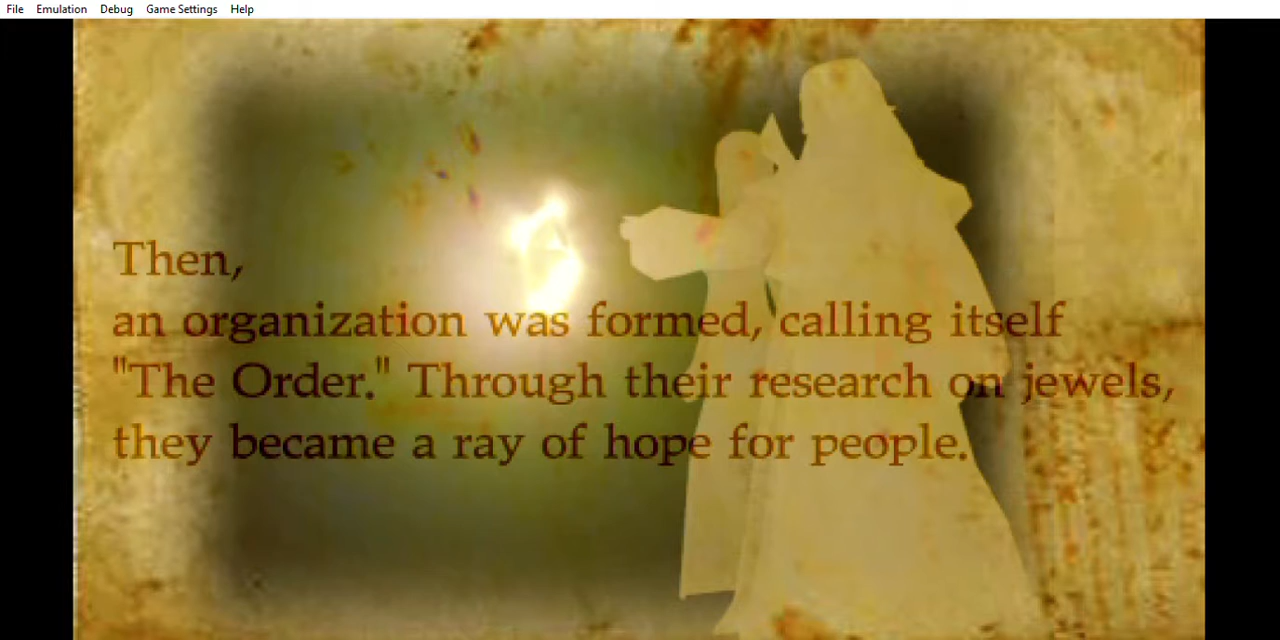 File Emulation Debug Game Settings Help
Then,
an organization was formed, calling itself
"The Order." Through their research on jewels,
they became a ray of hope for people.